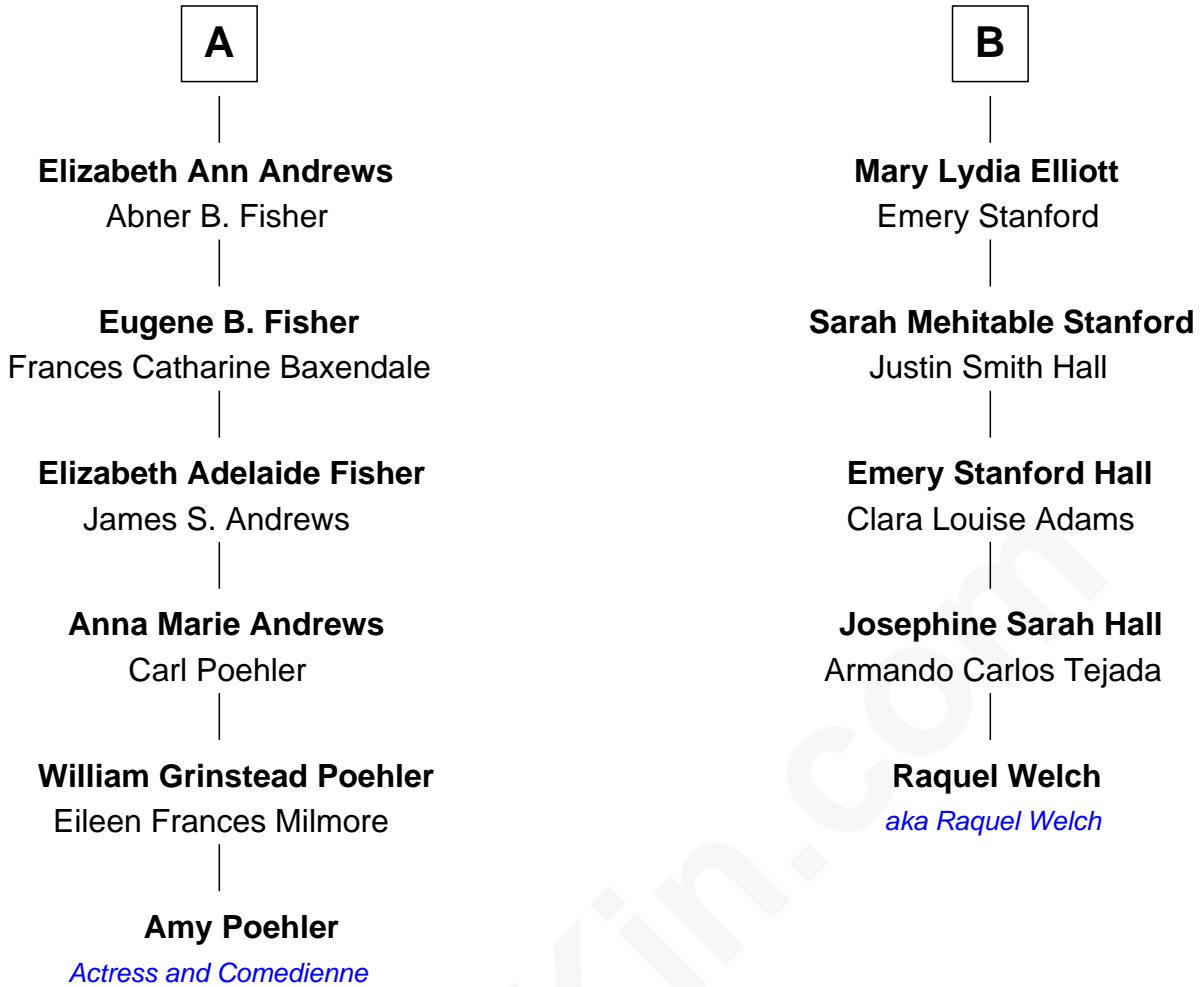 A
Elizabeth Ann Andrews
Abner B. Fisher
Eugene B. Fisher
Frances Catharine Baxendale
Elizabeth Adelaide Fisher
James S. Andrews
Anna Marie Andrews
Carl Poehler
William Grinstead Poehler
Eileen Frances Milmore
Amy Poehler
Actress and Comedienne
B
Mary Lydia Elliott
Emery Stanford
Sarah Mehitable Stanford
Justin Smith Hall
Emery Stanford Hall
Clara Louise Adams
Josephine Sarah Hall
Armando Carlos Tejada
Raquel Welch
aka Raquel Welch
Kin.com